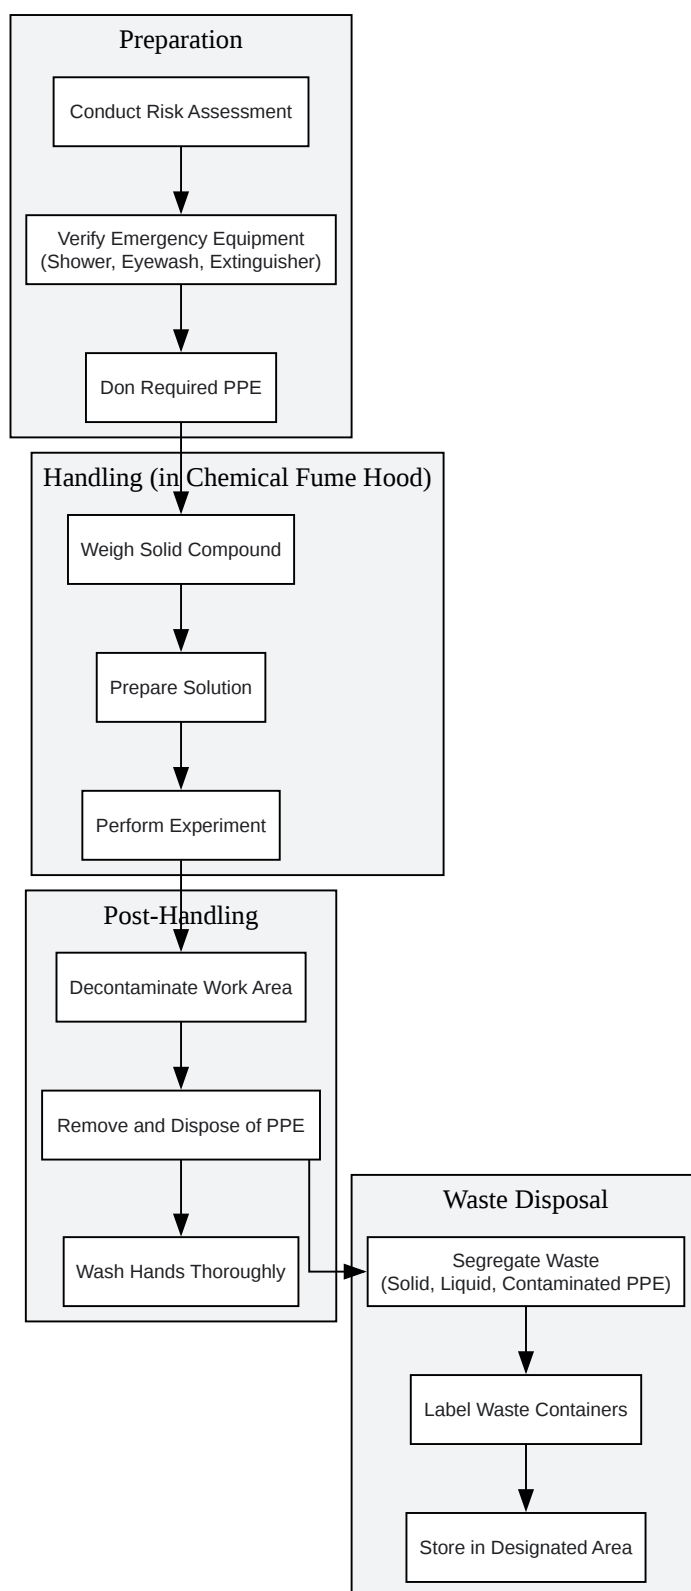 Preparation
Conduct Risk Assessment
Verify Emergency Equipment
(Shower, Eyewash, Extinguisher)
Don Required PPE
Handling (in Chemical Fume Hood)
Weigh Solid Compound
Prepare Solution
Perform Experiment
Post-Handling
Decontaminate Work Area
Remove and Dispose of PPE
Wash Hands Thoroughly
Waste Disposal
Segregate Waste
(Solid, Liquid, Contaminated PPE)
Label Waste Containers
Store in Designated Area